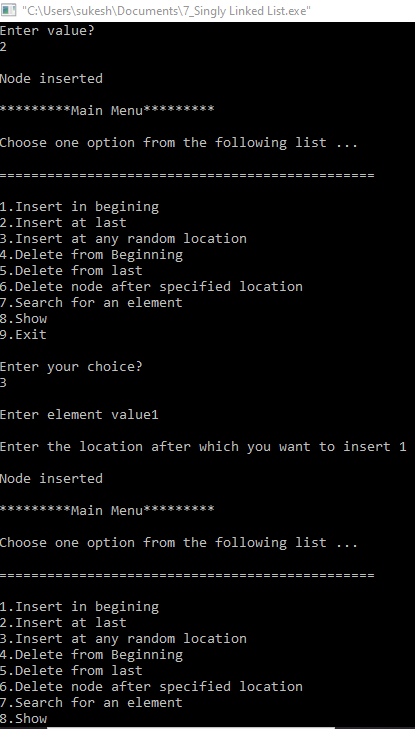 "C:\Users\sukesh\Documents\7_Singly Linked List.exe"
Enter value?
2
Node inserted
*********Main Menu*********
Choose one option from the following list ...
===============================================
1.Insert in begining
2.Insert at last
3.Insert at any random location
4.Delete from Beginning
5.Delete from last
6.Delete node after specified location
7.Search for an element
8.Show
9.Exit
Enter your choice?
3
Enter element value1
Enter the location after which you want to insert 1
Node inserted
*********Main Menu*********
Choose one option from the following list ...
===============================================
1.Insert in begining
2.Insert at last
3.Insert at any random location
4.Delete from Beginning
5.Delete from last
6.Delete node after specified location
7.Search for an element
8.Show